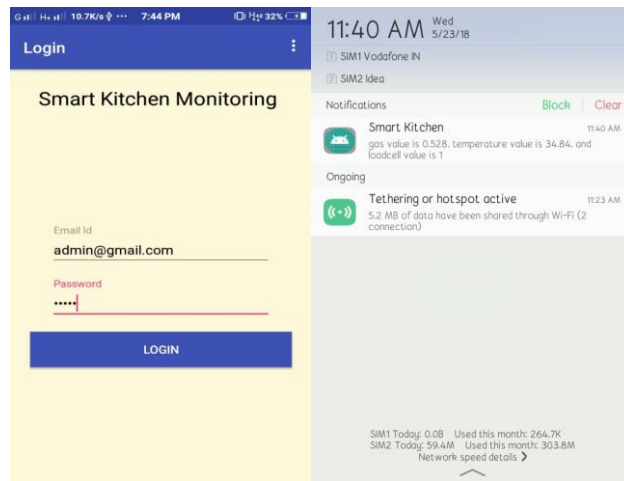 7:44 PM
10.7K/s
32%
Login
Smart Kitchen Monitoring
Email Id
admin@gmail.com
Password
•••••
LOGIN
11:40 AM Wed 5/23/18
SIM1 Vodafone IN
SIM2 Idea
Notifications Block Clear
Smart Kitchen 11:40 AM
gas value is 0.528, temperature value is 34.84, and
loadcell value is 1
Ongoing
Tethering or hotspot active 11:23 AM
5.2 MB of data have been shared through Wi-Fi (2
connection)
SIM1 Today: 0.0B Used this month: 264.7K
SIM2 Today: 59.4M Used this month: 303.8M
Network speed details